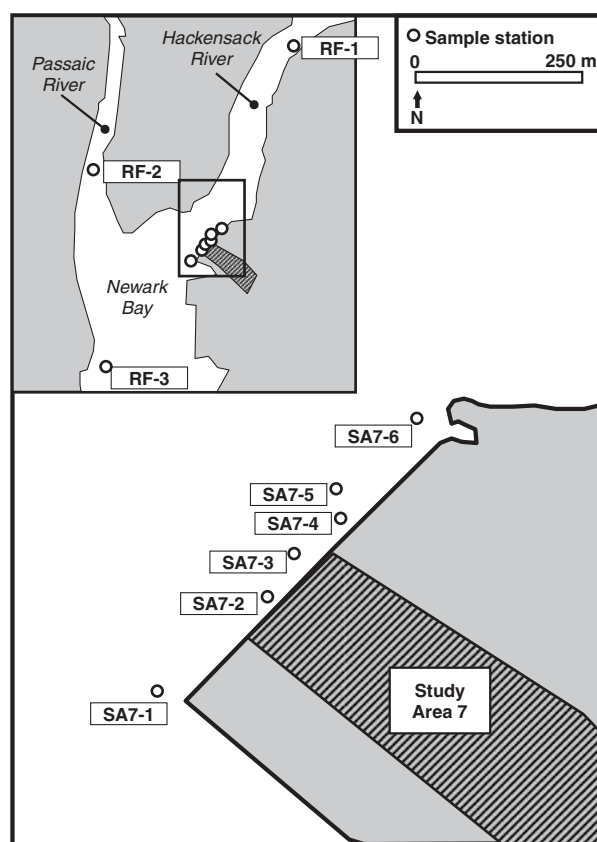 Hackensack
River
RF-1
Passaic
River
RF-2
Newark
Bay
RF-3
Sample station
0 250 m
N
SA7-6
SA7-5
SA7-4
SA7-3
SA7-2
SA7-1
Study
Area 7